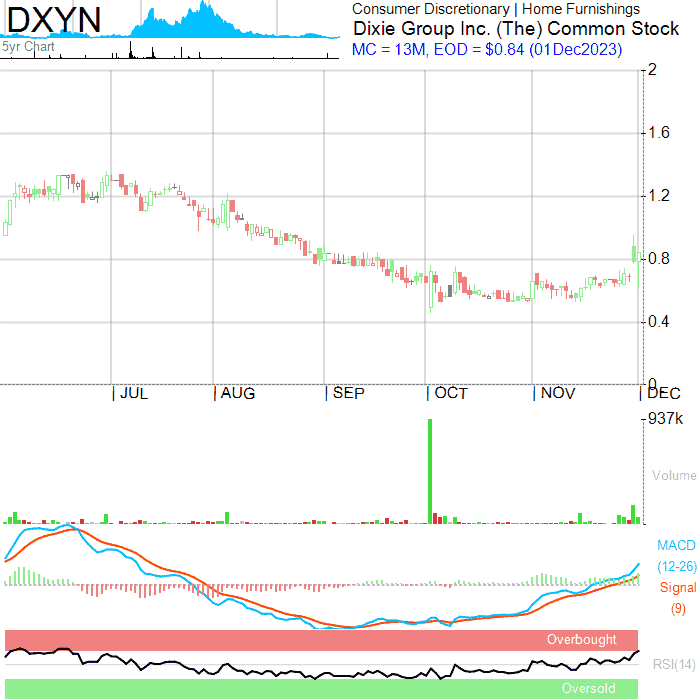 DXYN
5yr Chart
Consumer Discretionary | Home Furnishings
Dixie Group Inc. (The) Common Stock
MC = 13M, EOD = $0.84 (01Dec2023)
2
1.6
1.2
0.8
0.4
0
| JUL | AUG | SEP | OCT | NOV | DEC
937k
Volume
MACD
(12-26)
Signal
(9)
Overbought
RSI(14)
Oversold